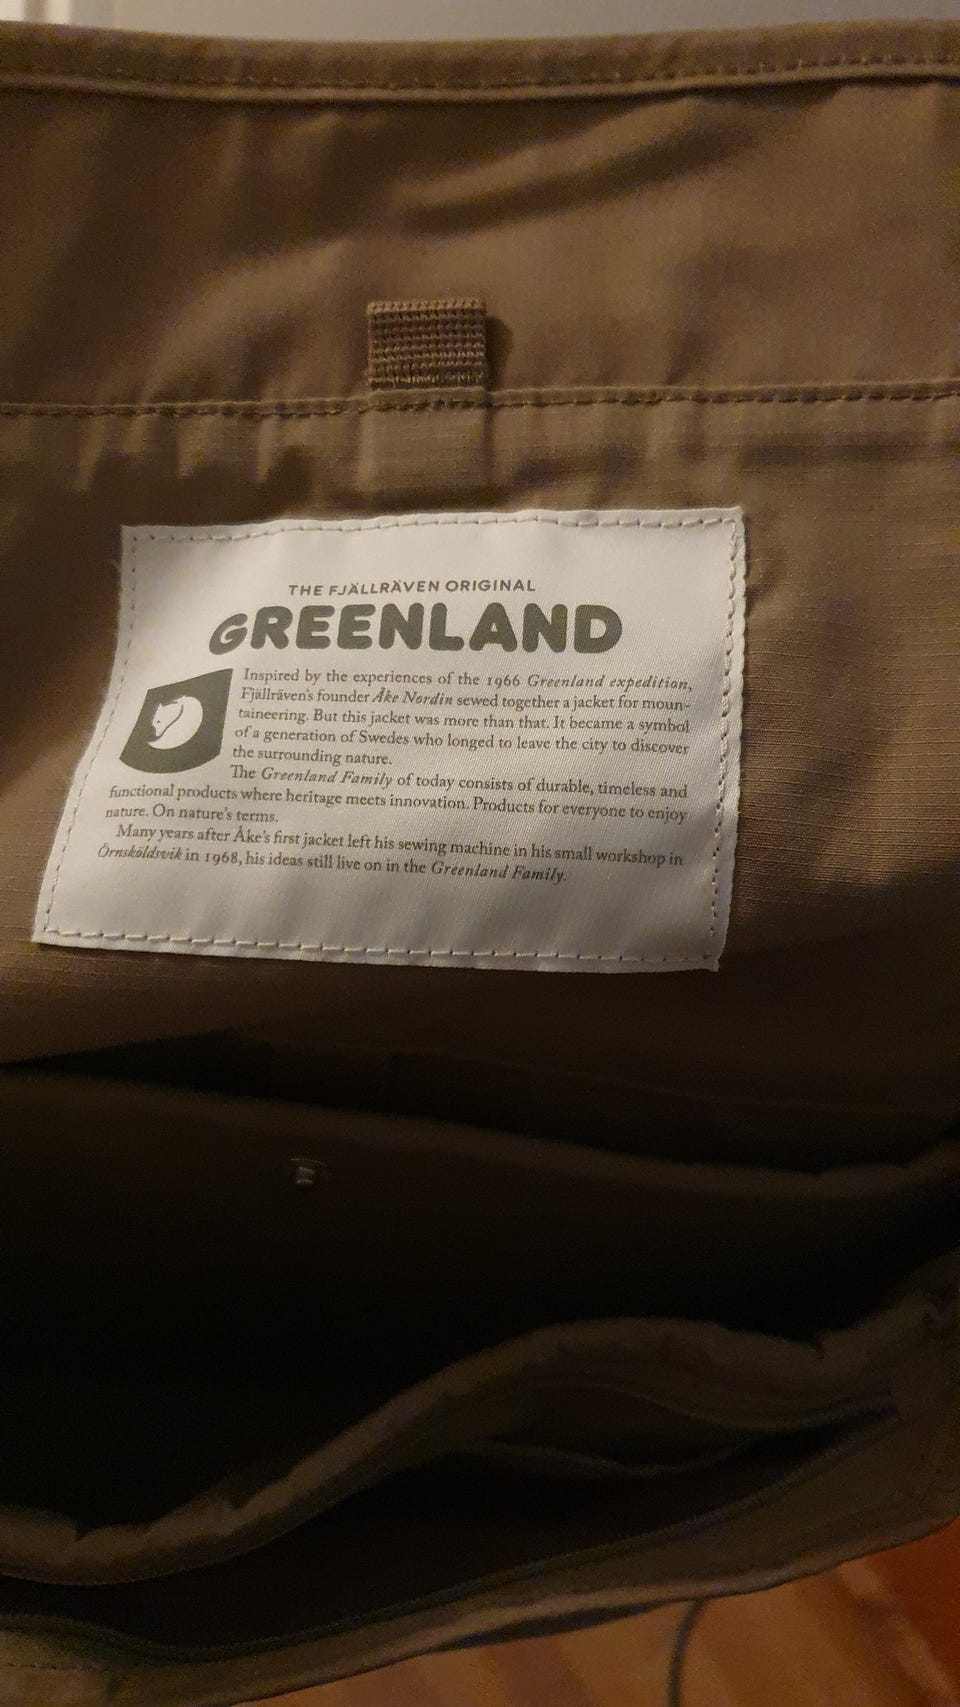 THE FJÄLLRÄVEN ORIGINAL
GREENLAND
Inspired by the experiences of the 1966 Greenland expedition,
Fjällräven's founder Åke Nordin sewed together a jacket for moun-
taineering. But this jacket was more than that. It became a symbol
of a generation of Swedes who longed to leave the city to discover
the surrounding nature.
The Greenland Family of today consists of durable, timeless and
functional products where heritage meets innovation. Products for everyone to enjoy
nature. On nature's terms.
Many years after Åke's first jacket left his sewing machine in his small workshop in
Örnsköldsvik in 1968, his ideas still live on in the Greenland Family.